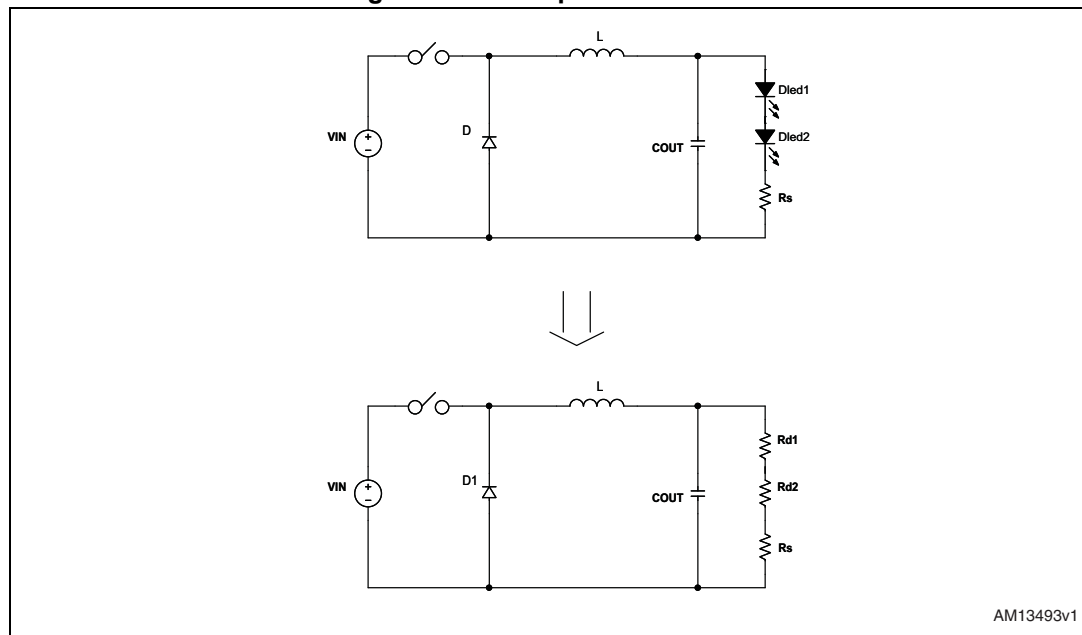 L
Dled1
VIN
+
−
D
COUT
Dled2
Rs
L
Rd1
VIN
+
−
D1
COUT
Rd2
Rs
AM13493v1